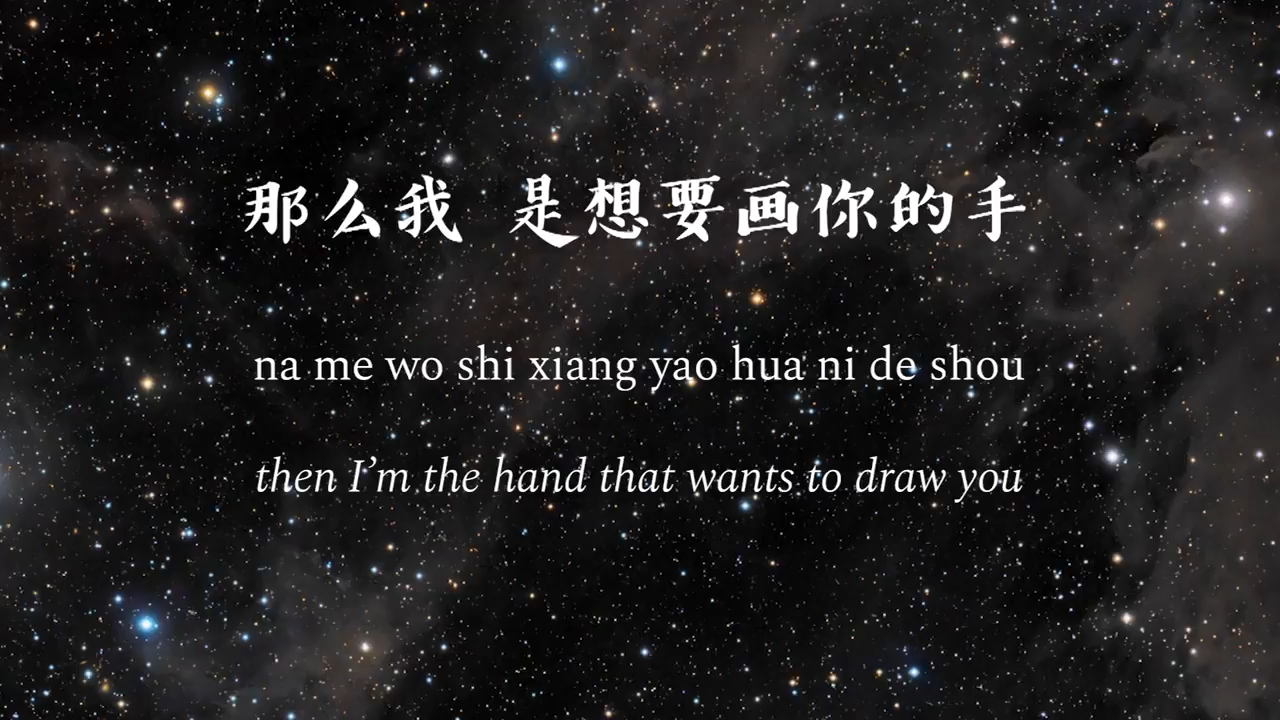 那么我 是想要画你的手
na me wo shi xiang yao hua ni de shou
then I’m the hand that wants to draw you